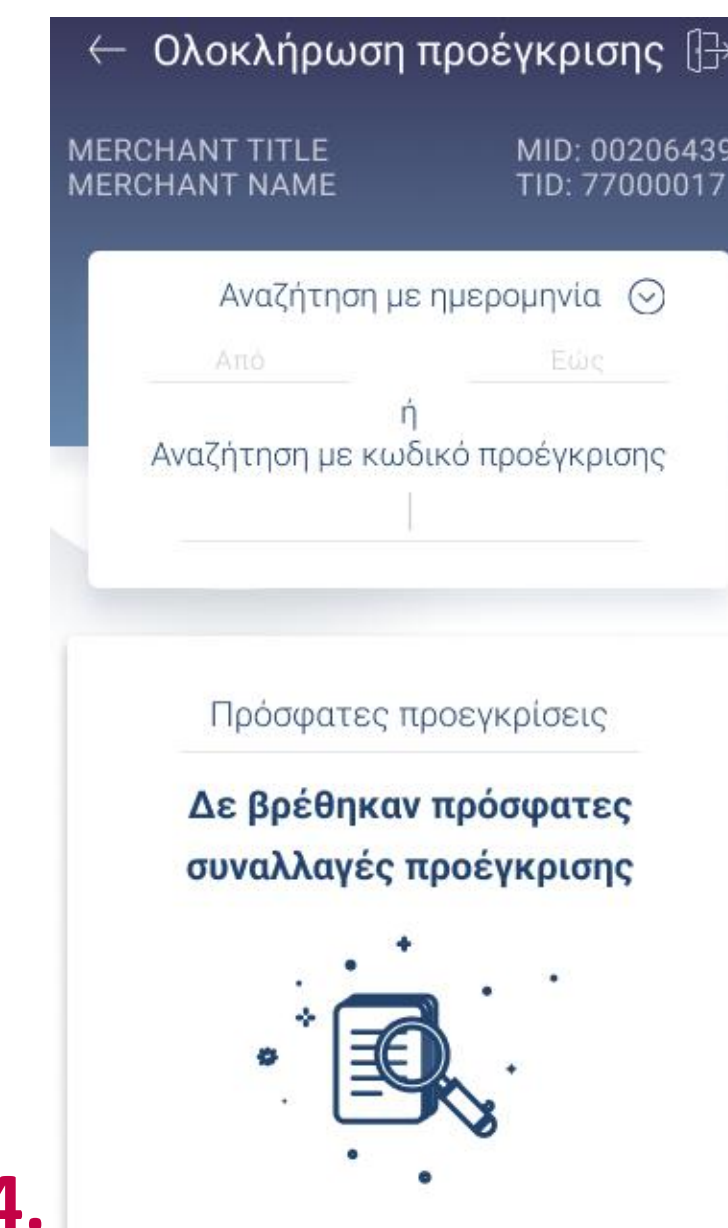 Ολοκλήρωση προέγκρισης
MERCHANT TITLE MID: 00206439
MERCHANT NAME TID: 77000017
Αναζήτηση με ημερομηνία
Από Εώς
ή
Αναζήτηση με κωδικό προέγκρισης
Πρόσφατες προεγκρίσεις
Δε βρέθηκαν πρόσφατες
συναλλαγές προέγκρισης
4.